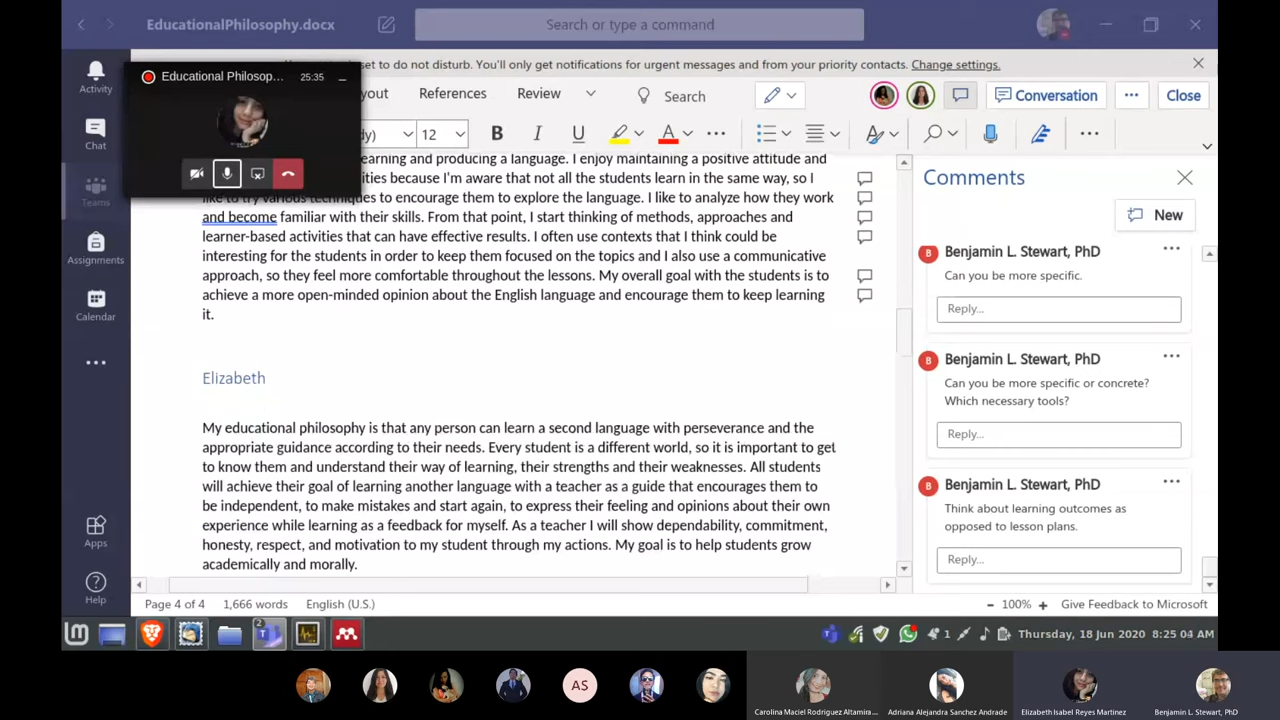 EducationalPhilosophy.docx
Search or type a command
set to do not disturb. You'll only get notifications for urgent messages and from your priority contacts. Change settings.
Educational Philosop... 25:35
Activity
Chat
Teams
Assignments
Calendar
Apps
Help
References
Review
Search
Conversation
Close
12
B I U A
earning and producing a language. I enjoy maintaining a positive attitude and
because I'm aware that not all the students learn in the same way, so I
like to try various techniques to encourage them to explore the language. I like to analyze how they work
and become familiar with their skills. From that point, I start thinking of methods, approaches and
learner-based activities that can have effective results. I often use contexts that I think could be
interesting for the students in order to keep them focused on the topics and I also use a communicative
approach, so they feel more comfortable throughout the lessons. My overall goal with the students is to
achieve a more open-minded opinion about the English language and encourage them to keep learning
it.
Elizabeth
My educational philosophy is that any person can learn a second language with perseverance and the
appropriate guidance according to their needs. Every student is a different world, so it is important to get
to know them and understand their way of learning, their strengths and their weaknesses. All students
will achieve their goal of learning another language with a teacher as a guide that encourages them to
be independent, to make mistakes and start again, to express their feeling and opinions about their own
experience while learning as a feedback for myself. As a teacher I will show dependability, commitment,
honesty, respect, and motivation to my student through my actions. My goal is to help students grow
academically and morally.
Comments
New
B Benjamin L. Stewart, PhD
Can you be more specific.
Reply...
B Benjamin L. Stewart, PhD
Can you be more specific or concrete?
Which necessary tools?
Reply...
B Benjamin L. Stewart, PhD
Think about learning outcomes as
opposed to lesson plans.
Reply...
Page 4 of 4 1,666 words English (U.S.)
100% Give Feedback to Microsoft
2
1 Thursday, 18 Jun 2020 8:25 AM
AS
Carolina Maciel Rodriguez Altamira...
Adriana Alejandra Sanchez Andrade
Elizabeth Isabel Reyes Martinez
Benjamin L. Stewart, PhD